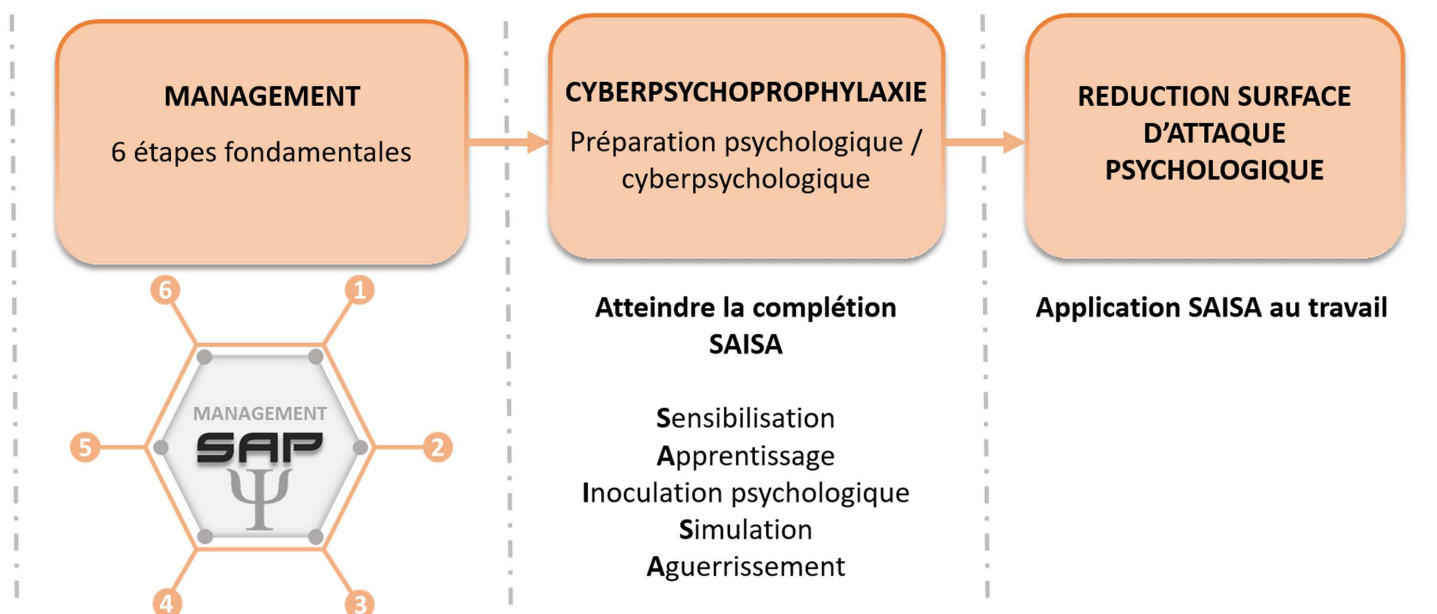 MANAGEMENT
6 étapes fondamentales
6
1
5
2
4
3
MANAGEMENT
SAP
Ψ
CYBERPSYCHOPROPHYLAXIE
Préparation psychologique /
cyberpsychologique
Atteindre la complétion
SAISA
Sensibilisation
Apprentissage
Inoculation psychologique
Simulation
Aguerrissement
REDUCTION SURFACE
D’ATTAQUE
PSYCHOLOGIQUE
Application SAISA au travail